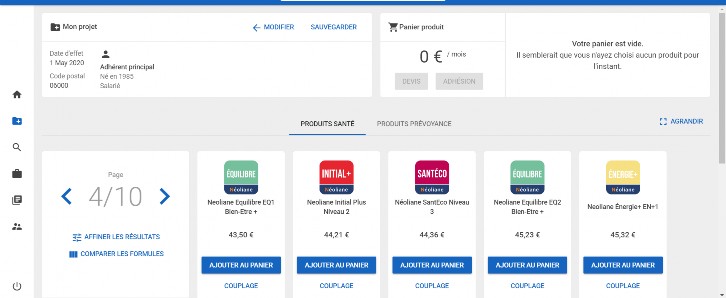 Mon projet
MODIFIER
SAUVEGARDER
Date d'effet
1 May 2020
Code postal
06000
Adhérent principal
Né en 1985
Salarié
Panier produit
0 € / mois
DEVIS
ADHÉSION
Votre panier est vide.
Il semblerait que vous n'ayez choisi aucun produit pour
l'instant.
PRODUITS SANTÉ
PRODUITS PRÉVOYANCE
AGRANDIR
Page
4/10
AFFINER LES RÉSULTATS
COMPARER LES FORMULES
ÉQUILIBRE
Néoliane
Neoliane Equilibre EQ1
Bien-Etre +
43,50 €
AJOUTER AU PANIER
COUPLAGE
INITIAL+
Néoliane
Neoliane Initial Plus
Niveau 2
44,21 €
AJOUTER AU PANIER
COUPLAGE
SANTÉCO
Néoliane
Néoliane SantEco Niveau
3
44,36 €
AJOUTER AU PANIER
COUPLAGE
ÉQUILIBRE
Néoliane
Neoliane Equilibre EQ2
Bien-Etre +
45,23 €
AJOUTER AU PANIER
COUPLAGE
ÉNERGIE+
Néoliane
Neoliane Énergie+ EN+1
45,32 €
AJOUTER AU PANIER
COUPLAGE